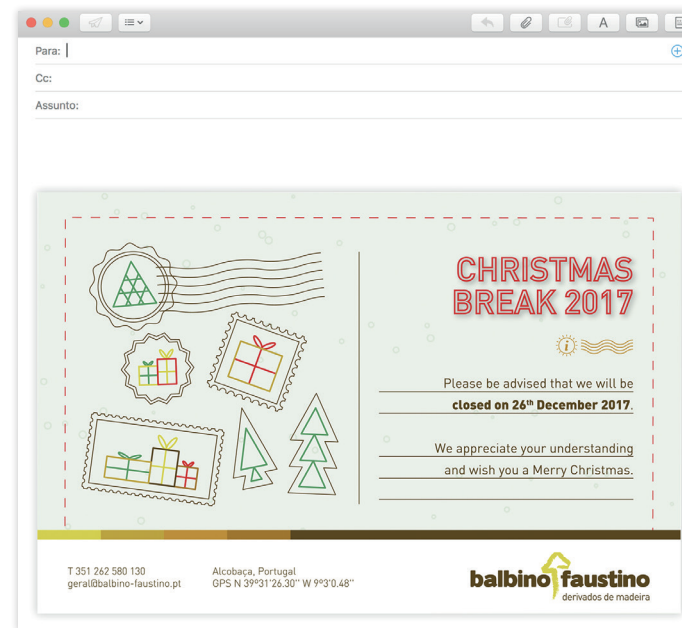 Para:
Cc:
Assunto:
A
CHRISTMAS
BREAK 2017
i
Please be advised that we will be
closed on 26th December 2017.
We appreciate your understanding
and wish you a Merry Christmas.
T 351 262 580 130
geral@balbino-faustino.pt
Alcobaça, Portugal
GPS N 39º31'26.30'' W 9º3'0.48''
balbino faustino
derivados de madeira